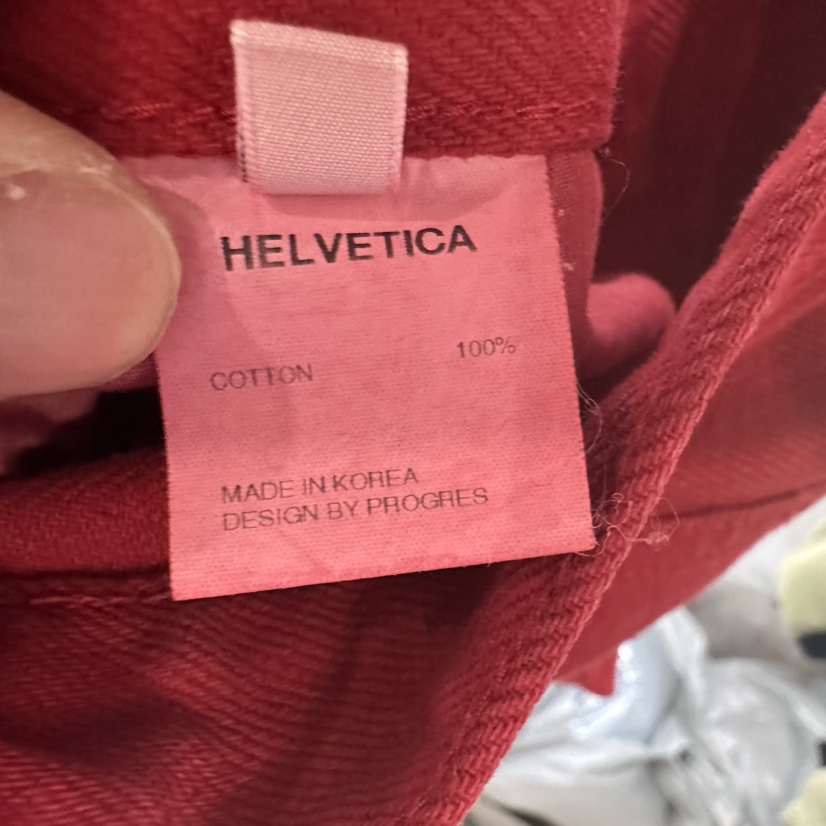 HELVETICA
COTTON 100%
MADE IN KOREA
DESIGN BY PROGRES